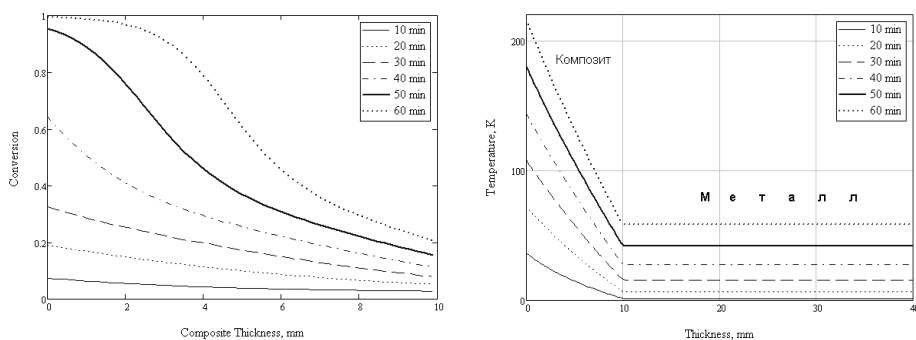 1
0.8
0.6
0.4
0.2
0
0
2
4
6
8
10
Conversion
Composite Thickness, mm
10 min
20 min
30 min
40 min
50 min
60 min
200
100
0
0
10
20
30
40
Temperature, K
Thickness, mm
Композит
Металл
10 min
20 min
30 min
40 min
50 min
60 min